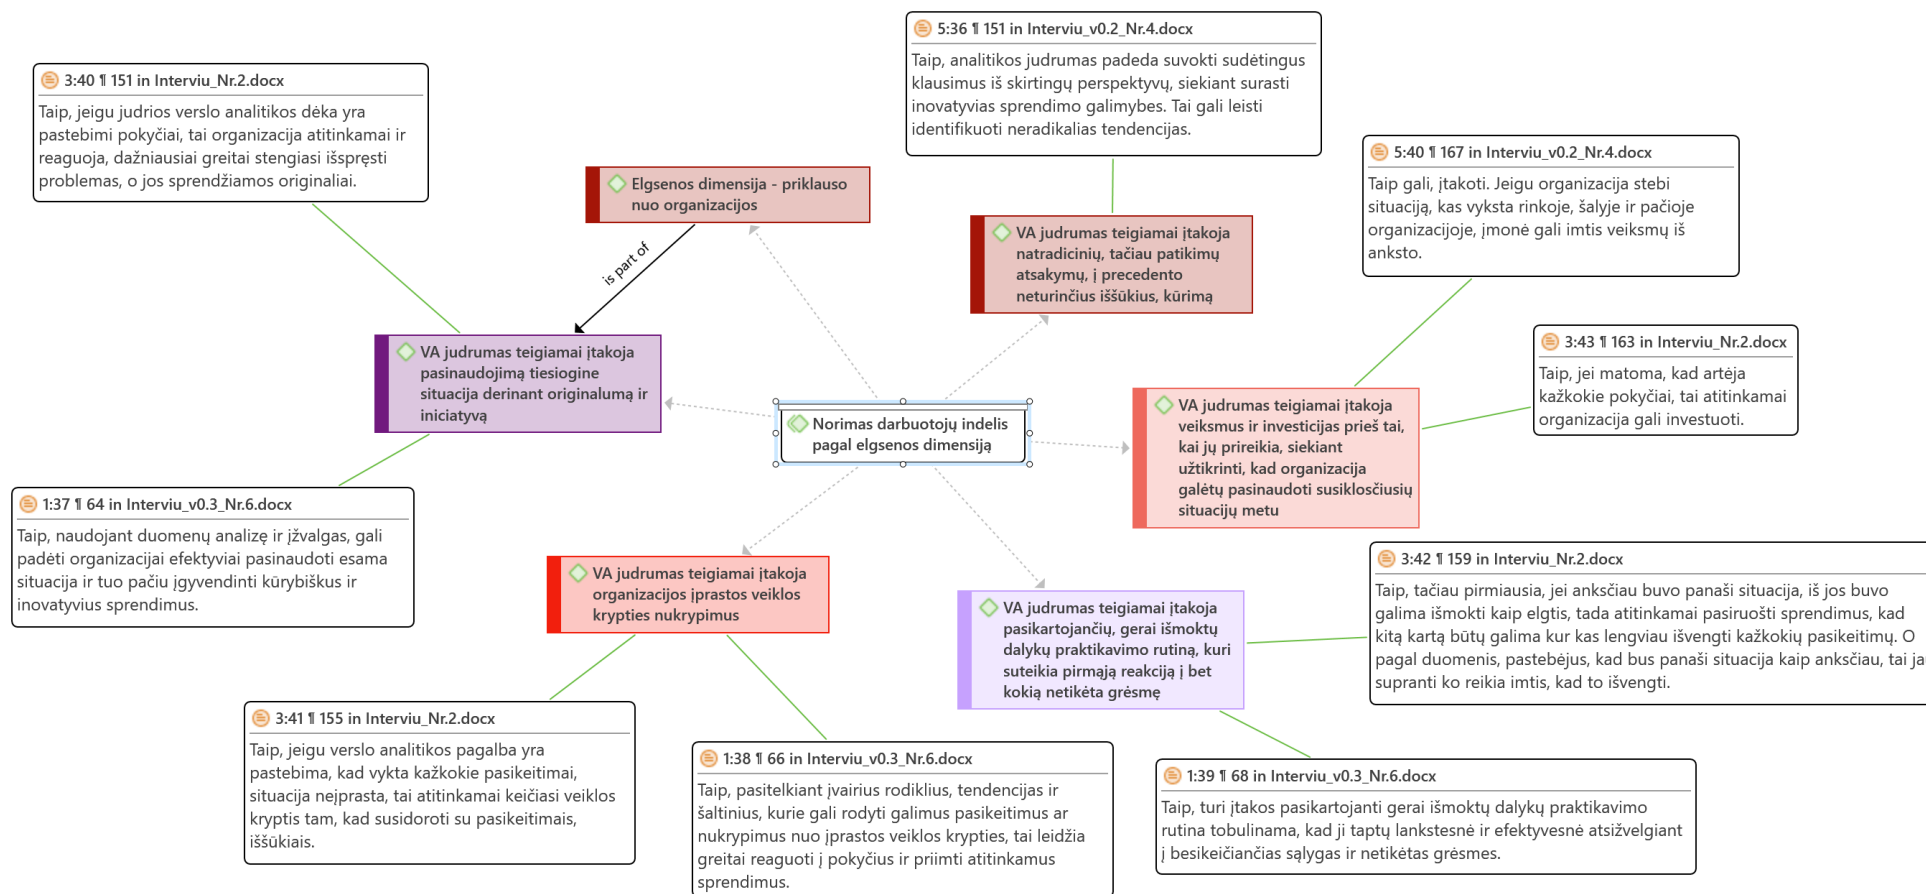 5:36 ¶ 151 in Interviu_v0.2_Nr.4.docx
Taip, analitikos judrumas padeda suvokti sudėtingus
klausimus iš skirtingų perspektyvų, siekiant surasti
inovatyvias sprendimo galimybes. Tai gali leisti
identifikuoti neradikalias tendencijas.
3:40 ¶ 151 in Interviu_Nr.2.docx
Taip, jeigu judrios verslo analitikos dėka yra
pastebimi pokyčiai, tai organizacija atitinkamai ir
reaguoja, dažniausiai greitai stengiasi išspręsti
problemas, o jos sprendžiamos originaliai.
Elgsenos dimensija - priklauso
nuo organizacijos
is part of
VA judrumas teigiamai įtakoja
natradicinių, tačiau patikimų
atsakymų, į precedento
neturinčius iššūkius, kūrimą
5:40 ¶ 167 in Interviu_v0.2_Nr.4.docx
Taip gali, įtakoti. Jeigu organizacija stebi
situaciją, kas vyksta rinkoje, šalyje ir pačioje
organizacijoje, įmonė gali imtis veiksmų iš
anksto.
VA judrumas teigiamai įtakoja
pasinaudojimą tiesiogine
situacija derinant originalumą ir
iniciatyvą
3:43 ¶ 163 in Interviu_Nr.2.docx
Taip, jei matoma, kad artėja
kažkokie pokyčiai, tai atitinkamai
organizacija gali investuoti.
Norimas darbuotojų indelis
pagal elgsenos dimensiją
VA judrumas teigiamai įtakoja
veiksmus ir investicijas prieš tai,
kai jų prireikia, siekiant
užtikrinti, kad organizacija
galėtų pasinaudoti susiklosčiusių
situacijų metu
1:37 ¶ 64 in Interviu_v0.3_Nr.6.docx
Taip, naudojant duomenų analizę ir įžvalgas, gali
padėti organizacijai efektyviai pasinaudoti esama
situacija ir tuo pačiu įgyvendinti kūrybiškus ir
inovatyvius sprendimus.
VA judrumas teigiamai įtakoja
organizacijos įprastos veiklos
krypties nukrypimus
VA judrumas teigiamai įtakoja
pasikartojančių, gerai išmoktų
dalykų praktikavimo rutiną, kuri
suteikia pirmąją reakciją į bet
kokią netikėta grėsmę
3:42 ¶ 159 in Interviu_Nr.2.docx
Taip, tačiau pirmiausia, jei anksčiau buvo panaši situacija, iš jos buvo
galima išmokti kaip elgtis, tada atitinkamai pasiruošti sprendimus, kad
kitą kartą būtų galima kur kas lengviau išvengti kažkokių pasikeitimų. O
pagal duomenis, pastebėjus, kad bus panaši situacija kaip anksčiau, tai ja
supranti ko reikia imtis, kad to išvengti.
3:41 ¶ 155 in Interviu_Nr.2.docx
Taip, jeigu verslo analitikos pagalba yra
pastebima, kad vykta kažkokie pasikeitimai,
situacija neįprasta, tai atitinkamai keičiasi veiklos
kryptis tam, kad susidoroti su pasikeitimais,
iššūkiais.
1:38 ¶ 66 in Interviu_v0.3_Nr.6.docx
Taip, pasitelkiant įvairius rodiklius, tendencijas ir
šaltinius, kurie gali rodyti galimus pasikeitimus ar
nukrypimus nuo įprastos veiklos krypties, tai leidžia
greitai reaguoti į pokyčius ir priimti atitinkamus
sprendimus.
1:39 ¶ 68 in Interviu_v0.3_Nr.6.docx
Taip, turi įtakos pasikartojanti gerai išmoktų dalykų praktikavimo
rutina tobulinama, kad ji taptų lankstesnė ir efektyvesnė atsižvelgiant
į besikeičiančias sąlygas ir netikėtas grėsmes.